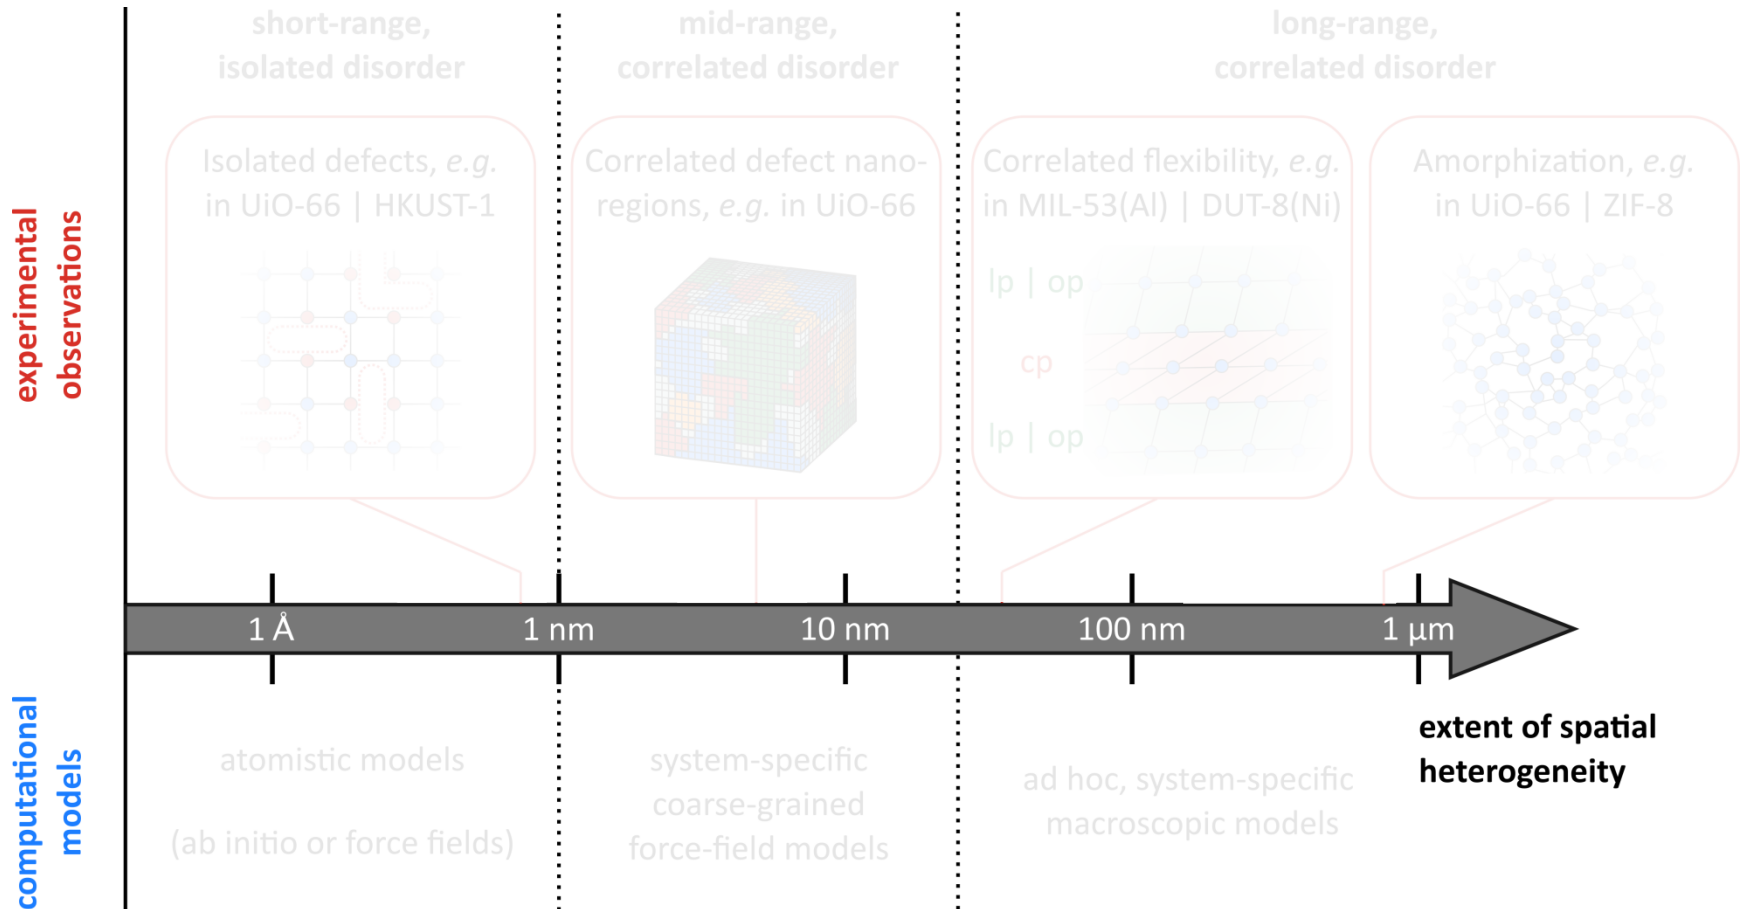 short-range,
isolated disorder
mid-range,
correlated disorder
long-range,
correlated disorder
experimental
observations
Isolated defects, e.g.
in UiO-66 | HKUST-1
Correlated defect nano-
regions, e.g. in UiO-66
Correlated flexibility, e.g.
in MIL-53(Al) | DUT-8(Ni)
lp | op
cp
lp | op
Amorphization, e.g.
in UiO-66 | ZIF-8
1 Å
1 nm
10 nm
100 nm
1 μm
extent of spatial
heterogeneity
computational
models
atomistic models
(ab initio or force fields)
system-specific
coarse-grained
force-field models
ad hoc, system-specific
macroscopic models